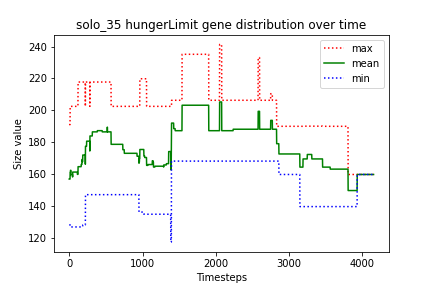 solo_35 hungerLimit gene distribution over time
max
mean
min
Size value
240
220
200
180
160
140
120
0
1000
2000
3000
4000
Timesteps